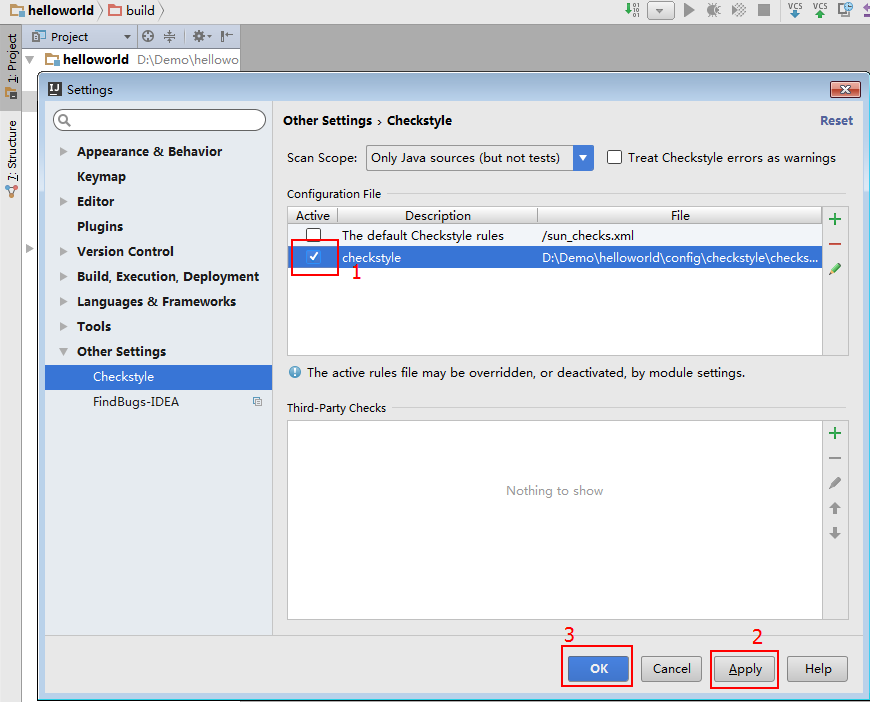 helloworld build
VCS VCS
Project
1: Project
helloworld D:\Demo\hellowo
7: Structure
Settings
Appearance & Behavior
Keymap
Editor
Plugins
Version Control
Build, Execution, Deployment
Languages & Frameworks
Tools
Other Settings
Checkstyle
FindBugs-IDEA
Other Settings › Checkstyle
Reset
Scan Scope: Only Java sources (but not tests) Treat Checkstyle errors as warnings
Configuration File
Active Description File
The default Checkstyle rules /sun_checks.xml
checkstyle D:\Demo\helloworld\config\checkstyle\checks...
1
The active rules file may be overridden, or deactivated, by module settings.
Third-Party Checks
Nothing to show
3 2
OK Cancel Apply Help